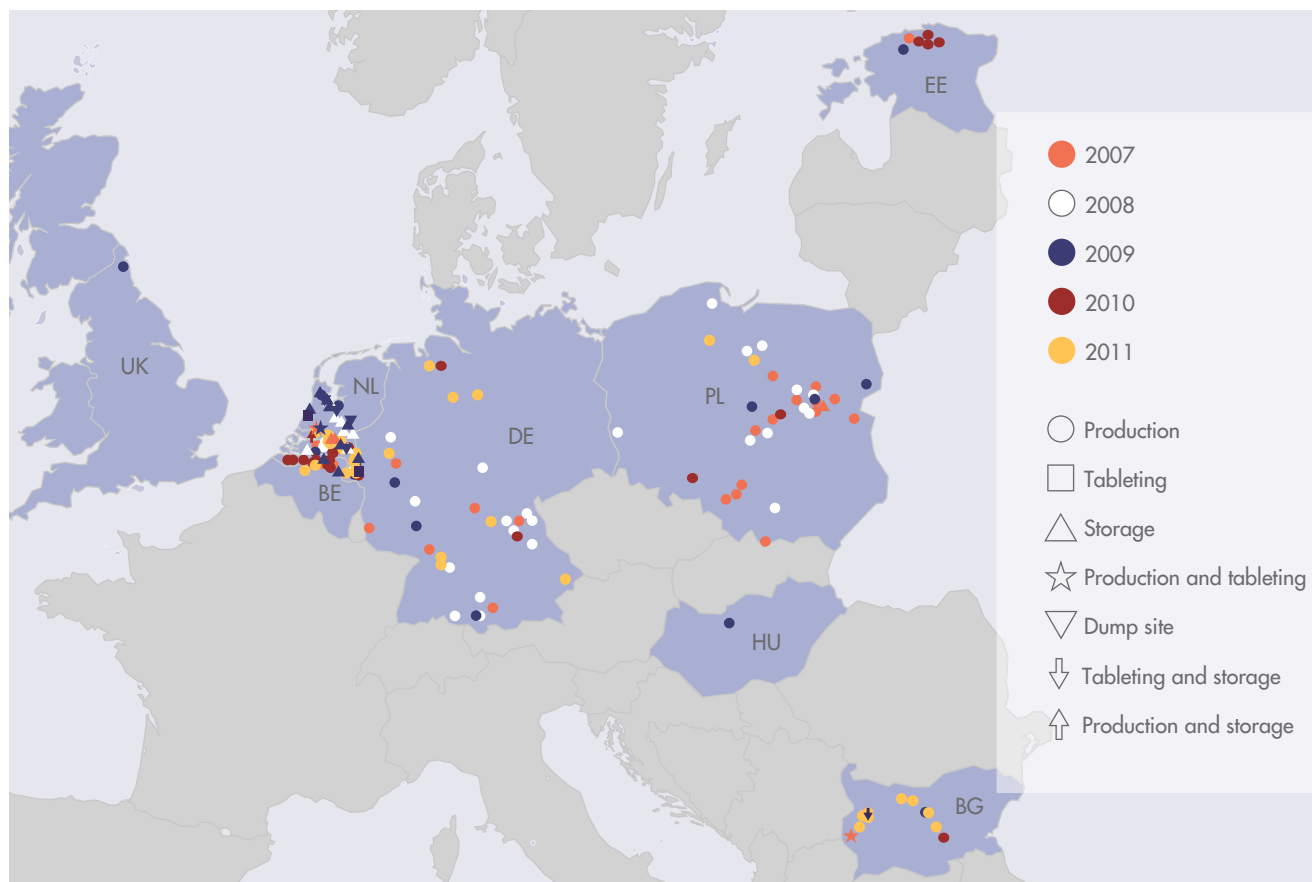 EE
UK
NL
PL
DE
BE
HU
BG
2007
2008
2009
2010
2011
Production
Tableting
Storage
Production and tableting
Dump site
Tableting and storage
Production and storage